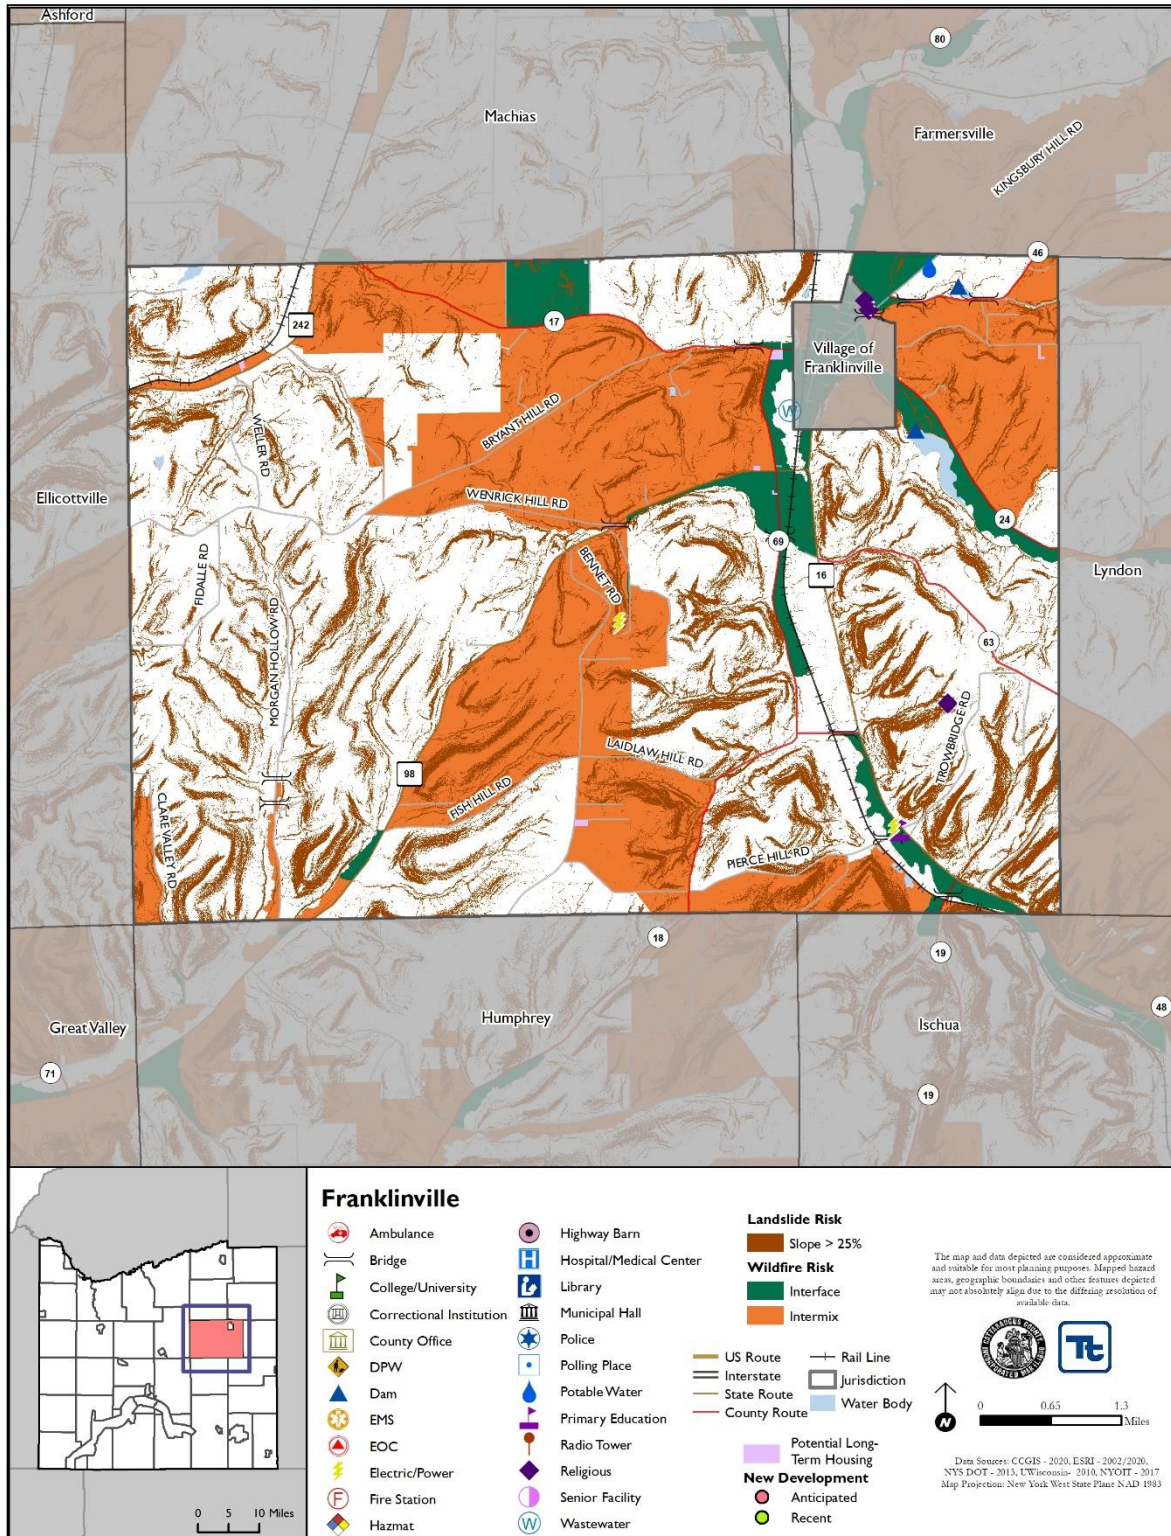 Ashford
80
Machias
Farmersville
KINGSBURY HILL RD
46
242
17
Village of
Franklinville
BRYANT HILL RD
WELLER RD
Ellicottville
WENRICK HILL RD
24
69
BENNET RD
16
Lyndon
FIDALLE RD
MORGAN HOLLOW RD
63
TROWBRIDGE RD
LAIDLAW HILL RD
98
FISH HILL RD
CLARE VALLEY RD
PIERCE HILL RD
18
19
48
Great Valley
Humphrey
Ischua
71
19
W
Franklinville
Ambulance
Bridge
College/University
Correctional Institution
County Office
DPW
Dam
EMS
EOC
Electric/Power
F Fire Station
Hazmat
Highway Barn
H Hospital/Medical Center
Library
Municipal Hall
Police
Polling Place
Potable Water
Primary Education
Radio Tower
Religious
Senior Facility
W Wastewater
Landslide Risk
Slope > 25%
Wildfire Risk
Interface
Intermix
US Route
Interstate
State Route
County Route
Rail Line
Jurisdiction
Water Body
Potential Long-
Term Housing
New Development
Anticipated
Recent
The map and data depicted are considered approximate
and suitable for most planning purposes. Mapped hazard
areas, geographic boundaries and other features depicted
may not absolutely align due to the differing resolution of
available data.
Tt
N
0 0.65 1.3
Miles
Data Sources: CCGIS - 2020, ESRI - 2002/2020,
NYS DOT - 2013, UWisconsin- 2010, NYOIT - 2017
Map Projection: New York West State Plane NAD 1983
0 5 10 Miles